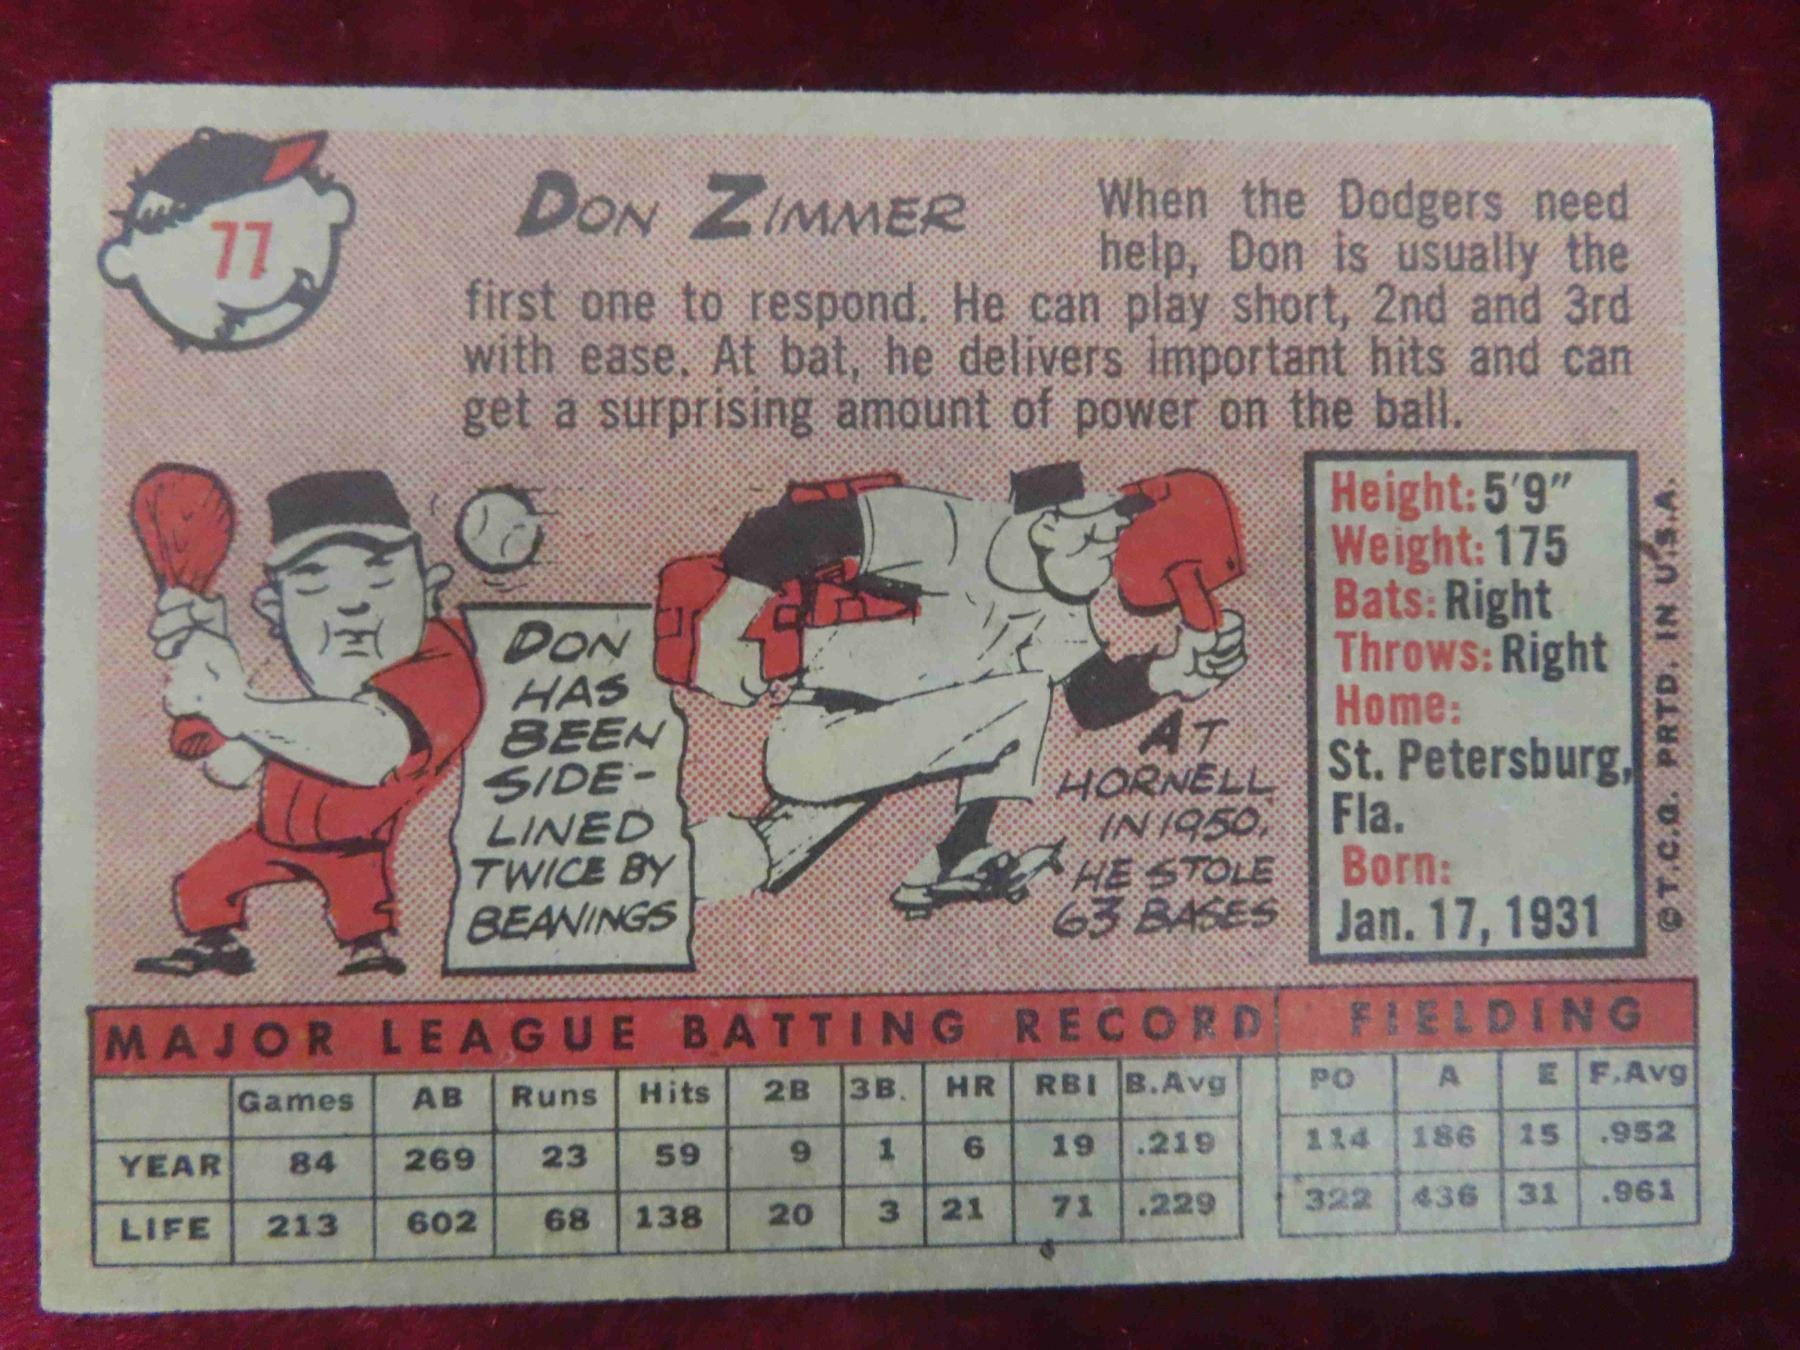 77
DON ZIMMER
When the Dodgers need
help, Don is usually the
first one to respond. He can play short, 2nd and 3rd
with ease. At bat, he delivers important hits and can
get a surprising amount of power on the ball.
DON
HAS
BEEN
SIDE-
LINED
TWICE BY
BEANINGS
AT
HORNELL
IN 1950,
HE STOLE
63 BASES
Height: 5'9"
Weight: 175
Bats: Right
Throws: Right
Home:
St. Petersburg,
Fla.
Born:
Jan. 17, 1931
© T.C.G. PRTD. IN U.S.A.
MAJOR LEAGUE BATTING RECORD FIELDING
Games AB Runs Hits 2B 3B. HR RBI B.Avg PO A E F.Avg
YEAR 84 269 23 59 9 1 6 19 .219 114 186 15 .952
LIFE 213 602 68 138 20 3 21 71 .229 322 436 31 .961